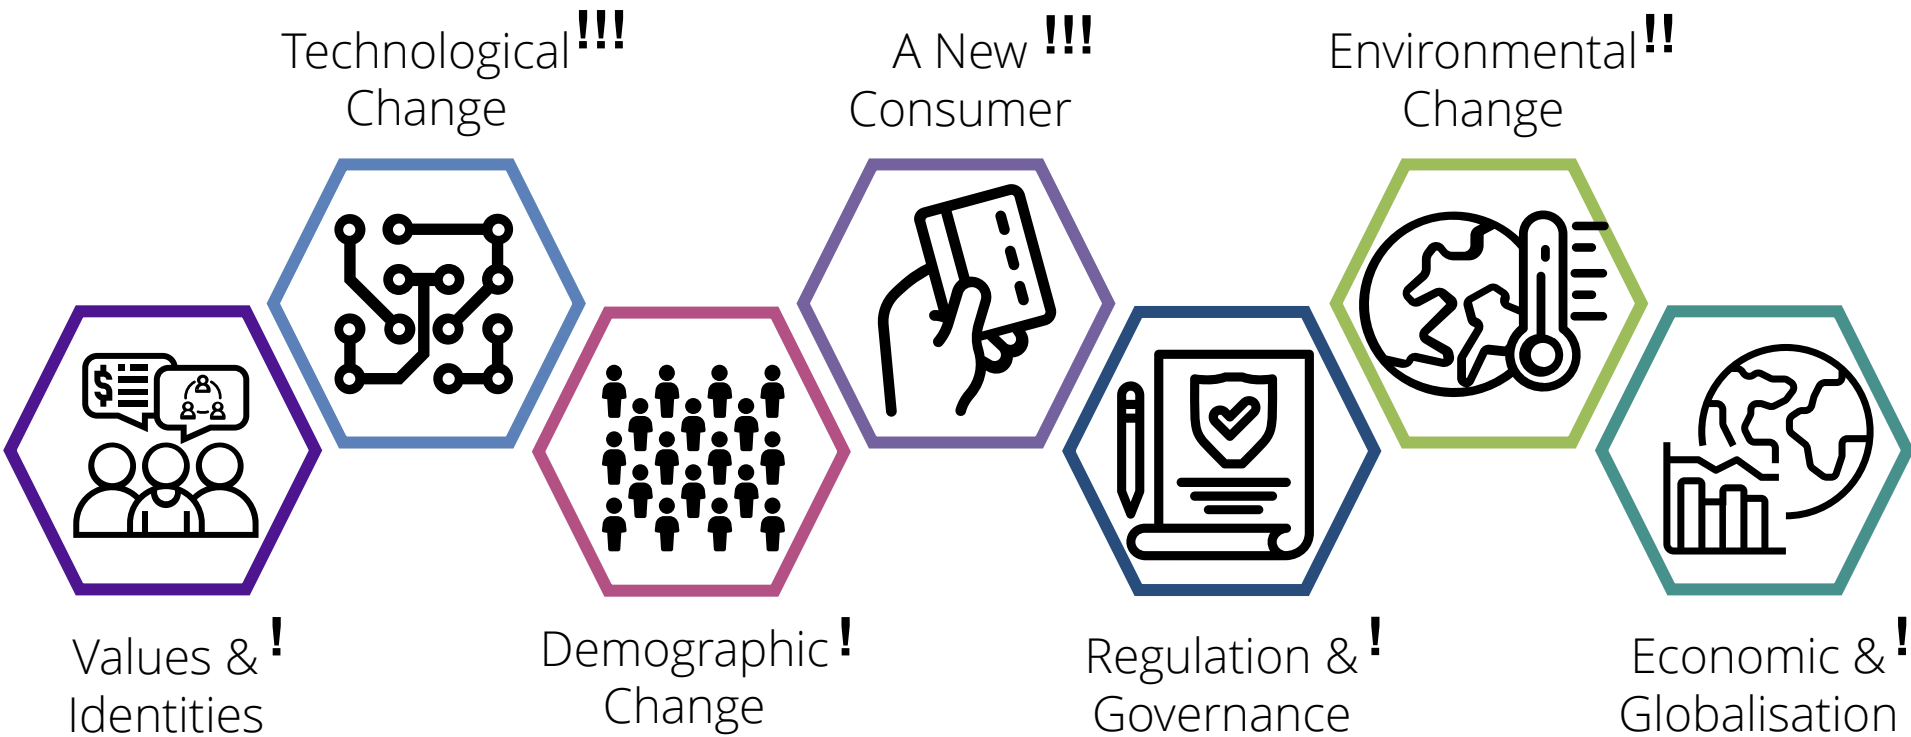 Technological!!!
Change
A New !!!
Consumer
Environmental!!
Change
$
Values & !
Identities
Demographic !
Change
Regulation & !
Governance
Economic & !
Globalisation